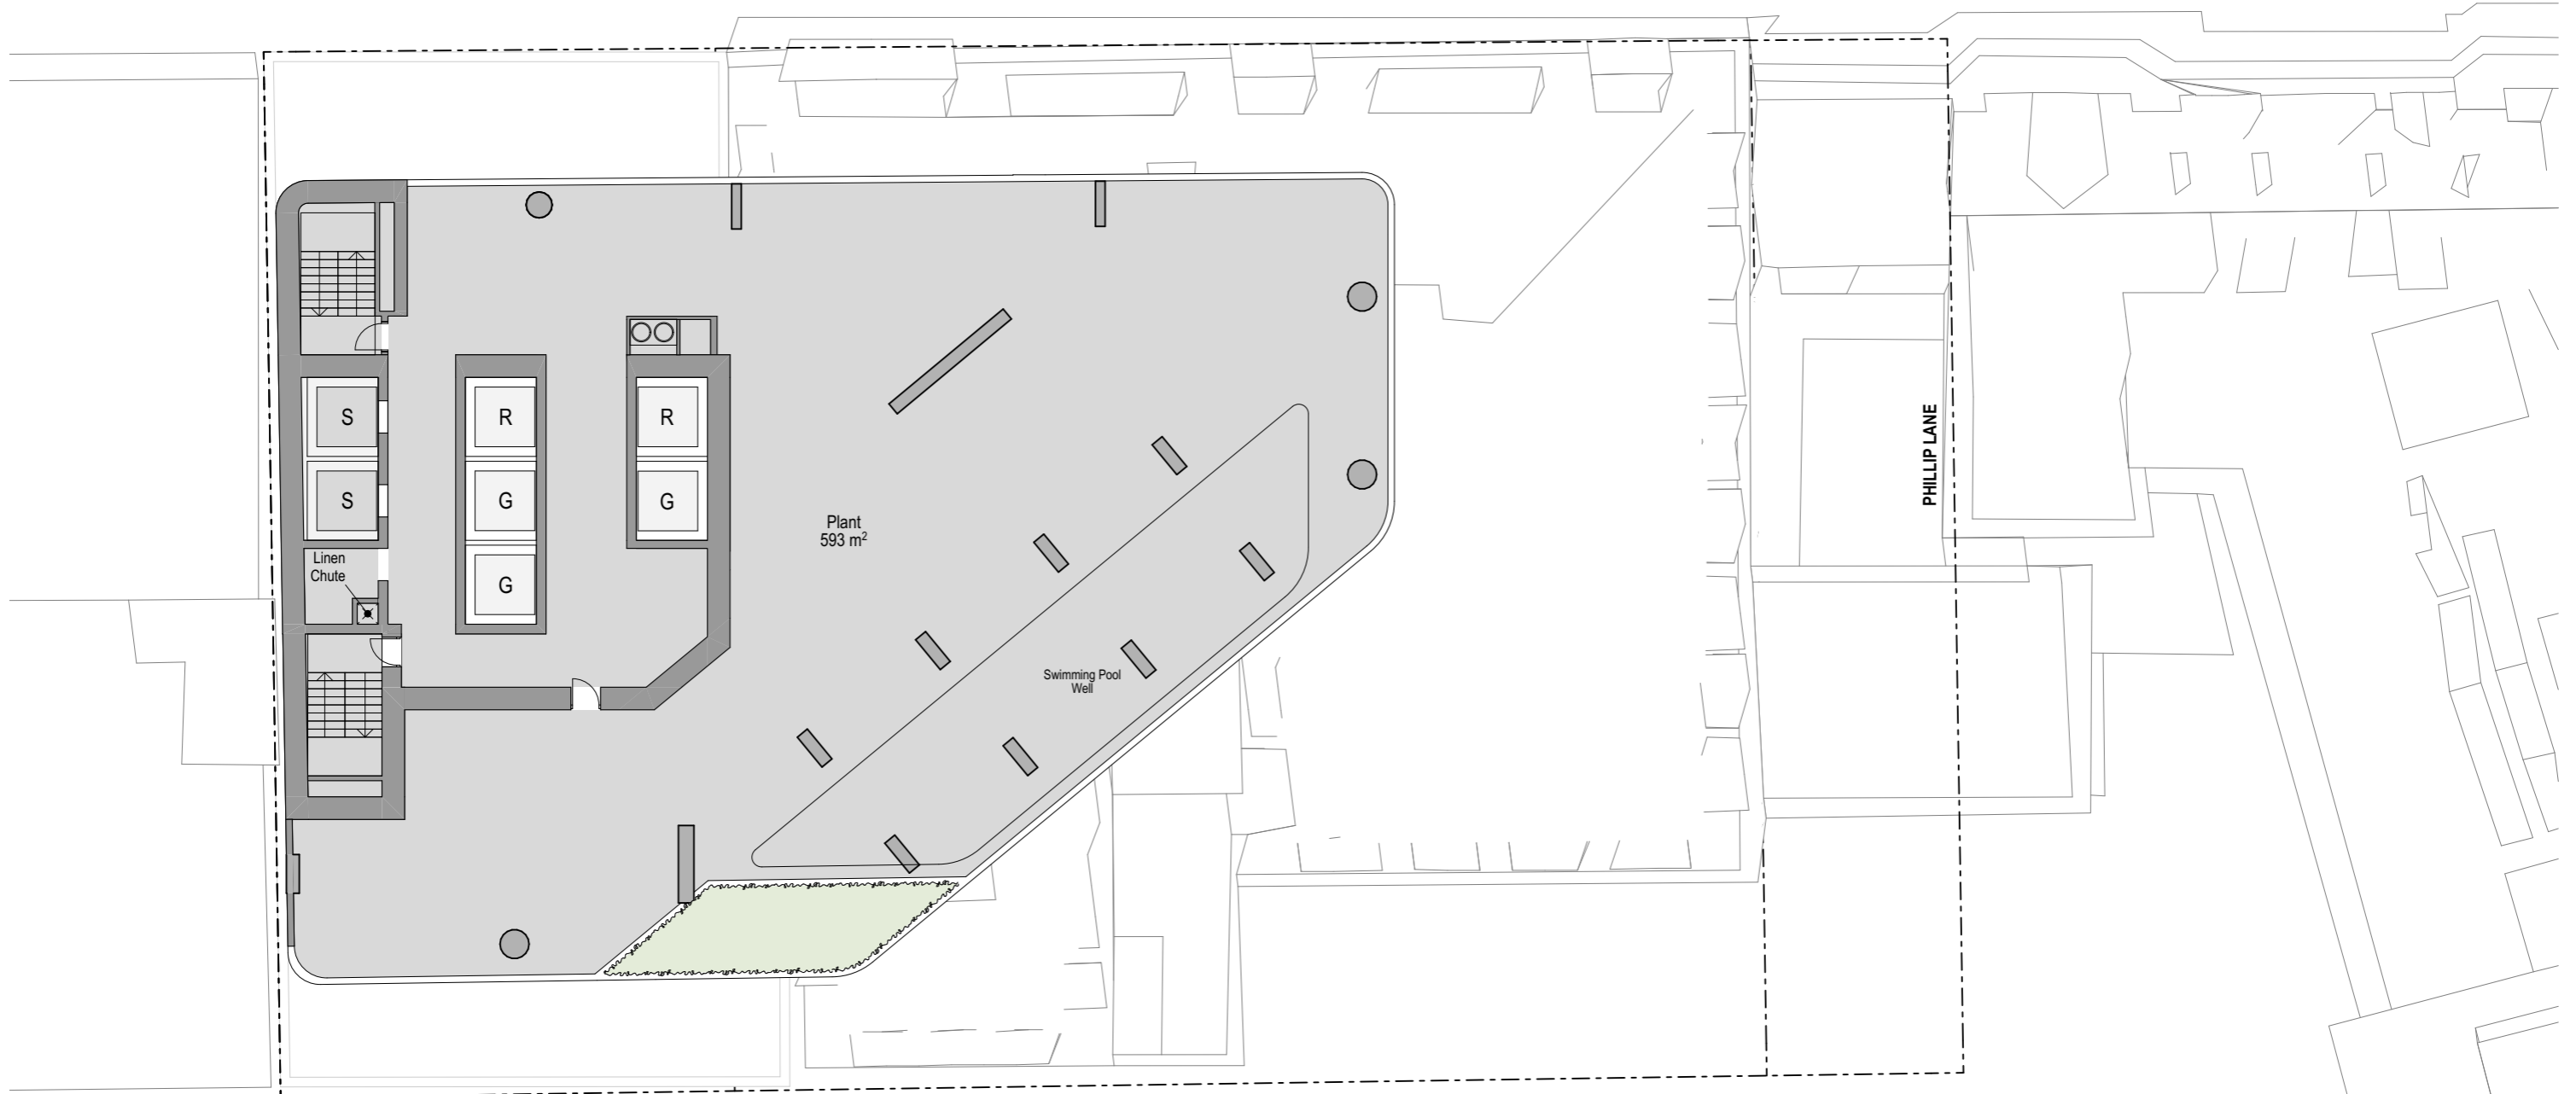 S
R
R
PHILLIP LANE
S
G
G
Plant
593 m²
Linen
Chute
G
Swimming Pool
Well